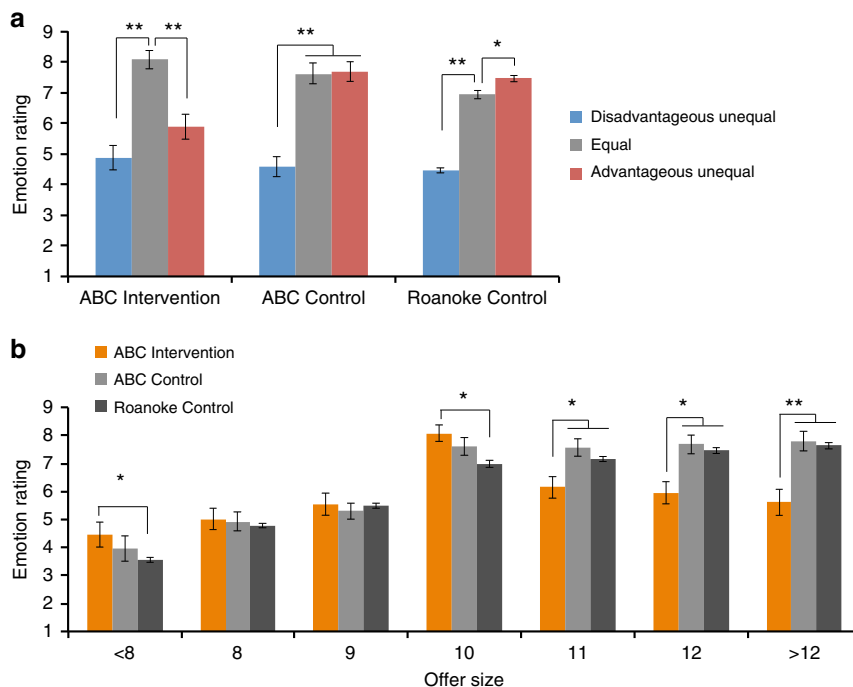 a
9
8
7
6
5
4
3
2
1
Emotion rating
** **
**
** *
ABC Intervention ABC Control Roanoke Control
Disadvantageous unequal
Equal
Advantageous unequal
b
ABC Intervention
ABC Control
Roanoke Control
9
8
7
6
5
4
3
2
1
Emotion rating
* * * * **
<8 8 9 10 11 12 >12
Offer size